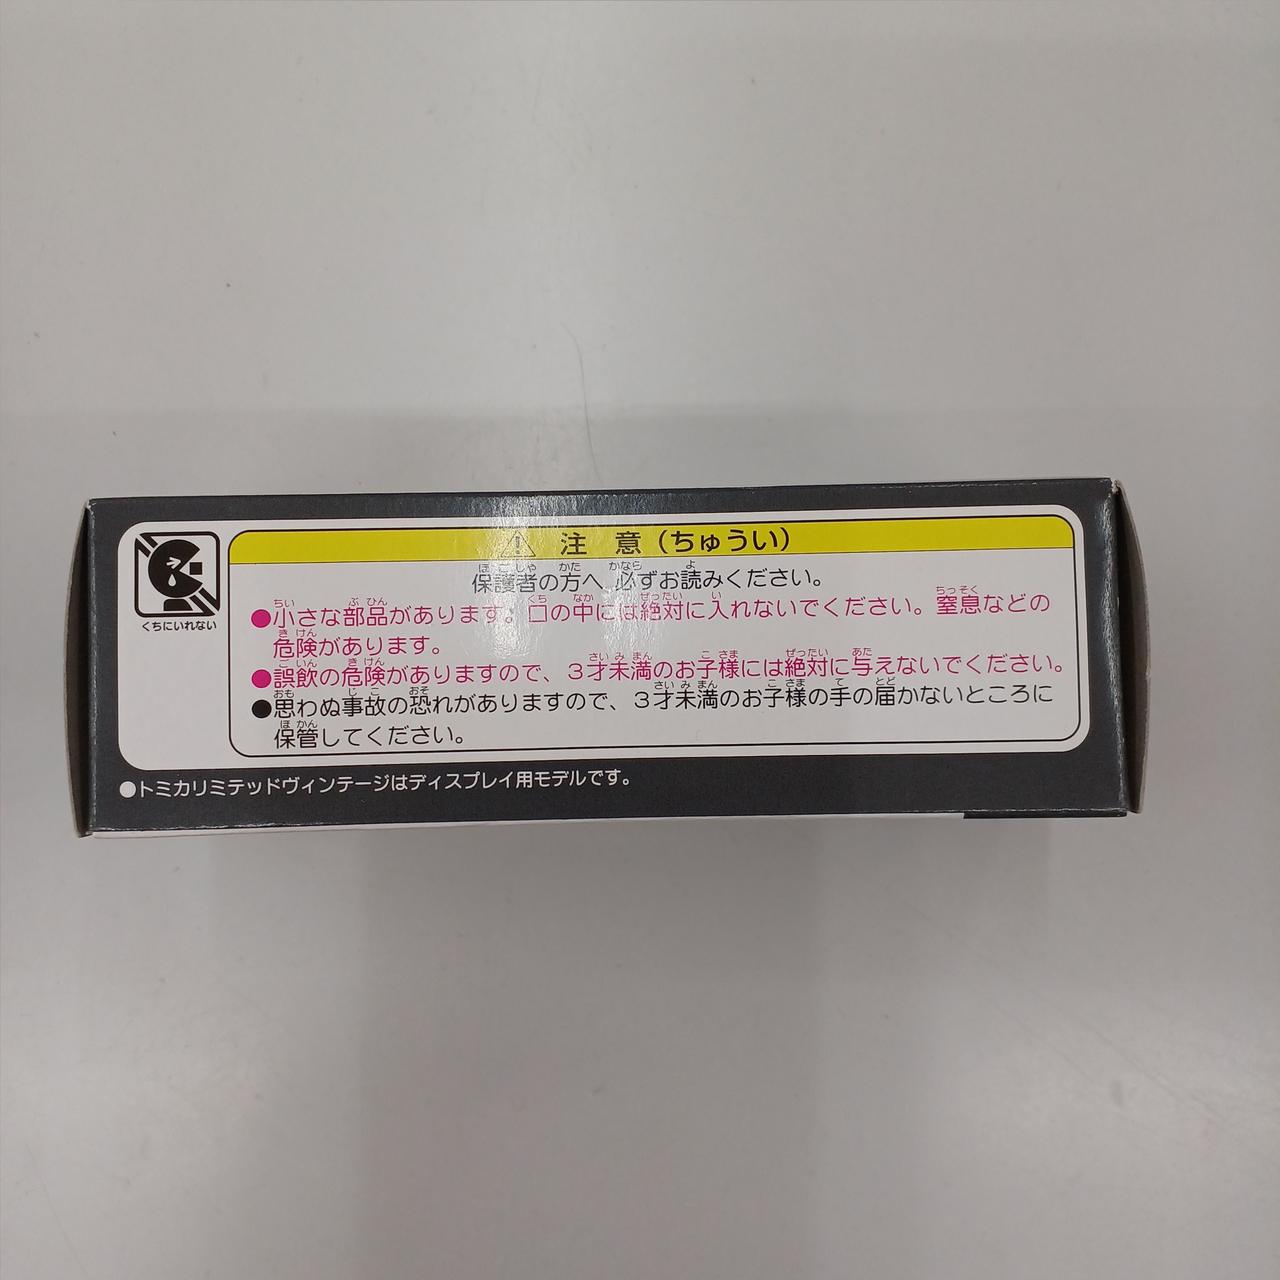 くちにいれない
注 意（ちゅうい）
保護者の方へ 必ずお読みください。
●小さな部品があります。口の中には絶対に入れないでください。窒息などの
危険があります。
●誤飲の危険がありますので、3才未満のお子様には絶対に与えないでください。
●思わぬ事故の恐れがありますので、3才未満のお子様の手の届かないところに
保管してください。
●トミカリミテッドヴィンテージはディスプレイ用モデルです。